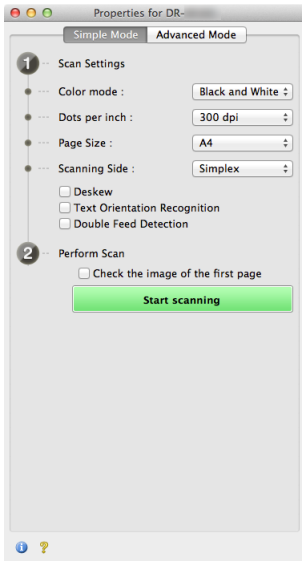 Properties for DR-
Simple Mode Advanced Mode
1 Scan Settings
Color mode : Black and White
Dots per inch : 300 dpi
Page Size : A4
Scanning Side : Simplex
Deskew
Text Orientation Recognition
Double Feed Detection
2 Perform Scan
Check the image of the first page
Start scanning
i ?